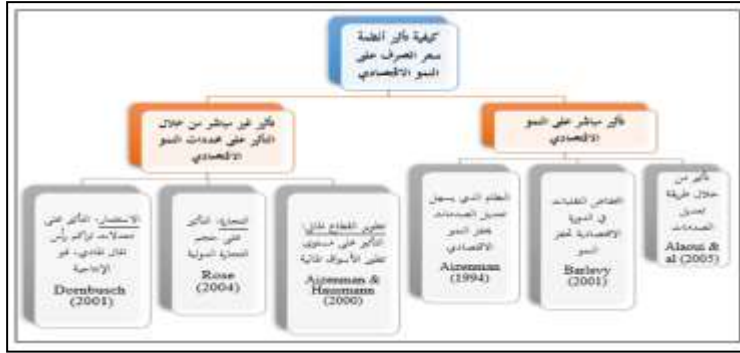 كيفية تأثير أنظمة
سعر الصرف على
النمو الاقتصادي
تأثير مباشر على النمو
الاقتصادي
تأثير غير مباشر من خلال
التأثير على محددات النمو
الاقتصادي
تأثير من
خلال طريقة
تعديل
الصدمات
Alaoui &
al (2005)
انخفاض التقلبات
في الدورة
الاقتصادية تحفز
النمو
Barlevy
(2001)
النظام الذي يسهل
تعديل الصدمات
يحفز النمو
الاقتصادي
Aizenman
(1994)
تطوير القطاع المالي:
التأثير على مستوى
تطور الأسواق المالية
Aizenman &
Hausmann
(2000)
التجارة: التأثير
على حجم
التجارة الدولية
Rose
(2004)
الاستثمار: التأثير على
معدلات تراكم رأس
المال المادي، غير
الإنتاجية
Dornbusch
(2001)